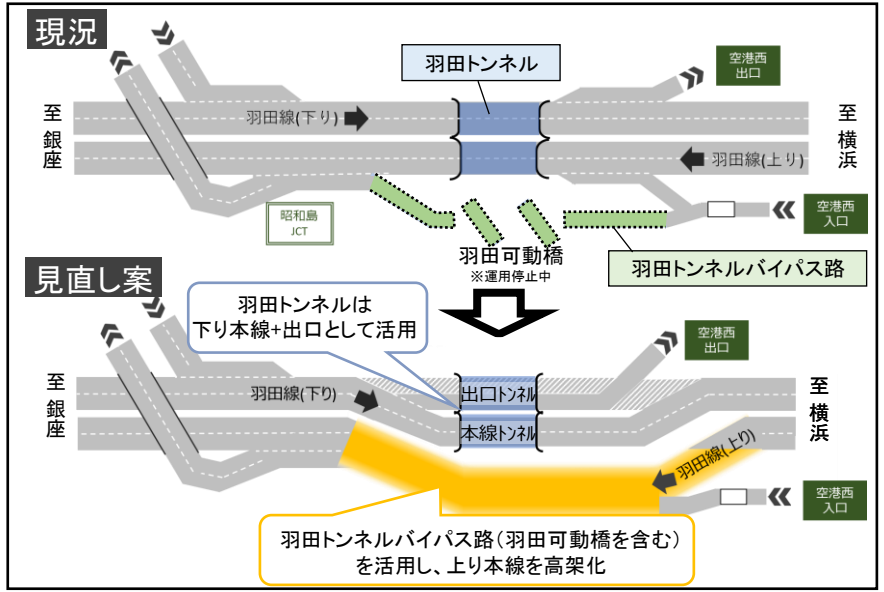 現況
羽田トンネル
空港西
出口
至
銀座
羽田線(下り)
至
横浜
羽田線(上り)
昭和島
JCT
空港西
入口
羽田可動橋
※運用停止中
羽田トンネルバイパス路
見直し案
羽田トンネルは
下り本線+出口として活用
空港西
出口
至
銀座
羽田線(下り)
出口トンネル
本線トンネル
至
横浜
羽田線(上り)
空港西
入口
羽田トンネルバイパス路(羽田可動橋を含む)
を活用し、上り本線を高架化